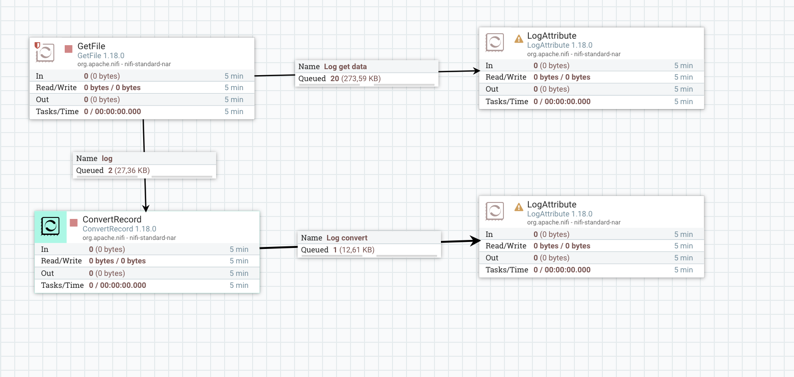 GetFile
GetFile 1.18.0
org.apache.nifi - nifi-standard-nar
In 0 (0 bytes) 5 min
Read/Write 0 bytes / 0 bytes 5 min
Out 0 (0 bytes) 5 min
Tasks/Time 0 / 00:00:00.000 5 min
Name Log get data
Queued 20 (273,59 KB)
LogAttribute
LogAttribute 1.18.0
org.apache.nifi - nifi-standard-nar
In 0 (0 bytes) 5 min
Read/Write 0 bytes / 0 bytes 5 min
Out 0 (0 bytes) 5 min
Tasks/Time 0 / 00:00:00.000 5 min
Name log
Queued 2 (27,36 KB)
ConvertRecord
ConvertRecord 1.18.0
org.apache.nifi - nifi-standard-nar
In 0 (0 bytes) 5 min
Read/Write 0 bytes / 0 bytes 5 min
Out 0 (0 bytes) 5 min
Tasks/Time 0 / 00:00:00.000 5 min
Name Log convert
Queued 1 (12,61 KB)
LogAttribute
LogAttribute 1.18.0
org.apache.nifi - nifi-standard-nar
In 0 (0 bytes) 5 min
Read/Write 0 bytes / 0 bytes 5 min
Out 0 (0 bytes) 5 min
Tasks/Time 0 / 00:00:00.000 5 min